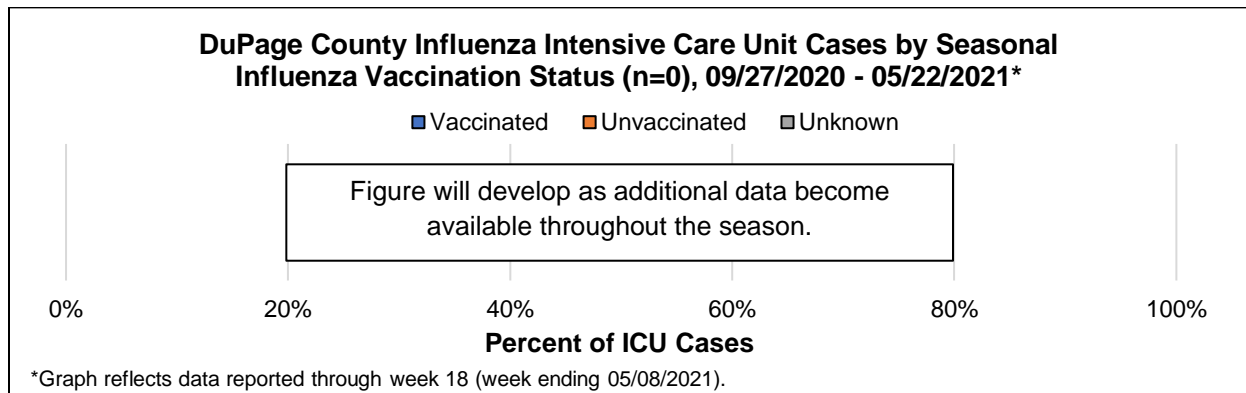 DuPage County Influenza Intensive Care Unit Cases by Seasonal
Influenza Vaccination Status (n=0), 09/27/2020 - 05/22/2021*
Vaccinated Unvaccinated Unknown
Figure will develop as additional data become
available throughout the season.
0% 20% 40% 60% 80% 100%
Percent of ICU Cases
*Graph reflects data reported through week 18 (week ending 05/08/2021).